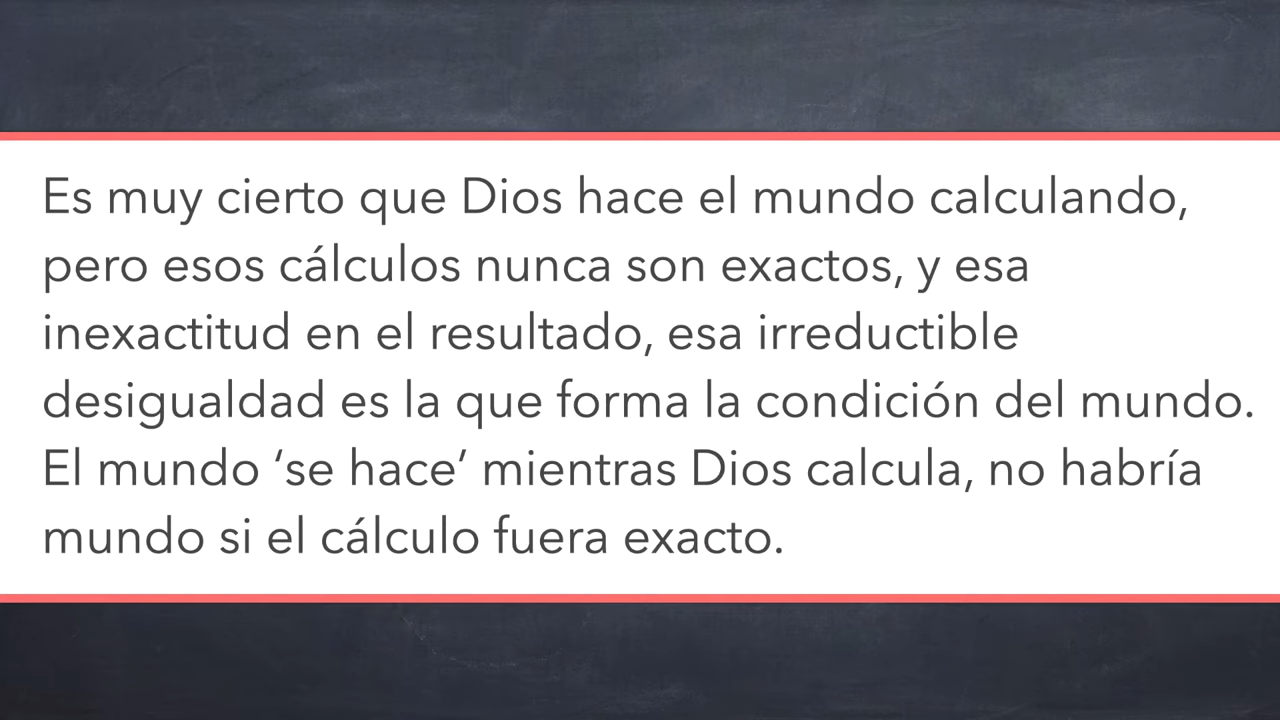 Es muy cierto que Dios hace el mundo calculando,
pero esos cálculos nunca son exactos, y esa
inexactitud en el resultado, esa irreductible
desigualdad es la que forma la condición del mundo.
El mundo ‘se hace’ mientras Dios calcula, no habría
mundo si el cálculo fuera exacto.